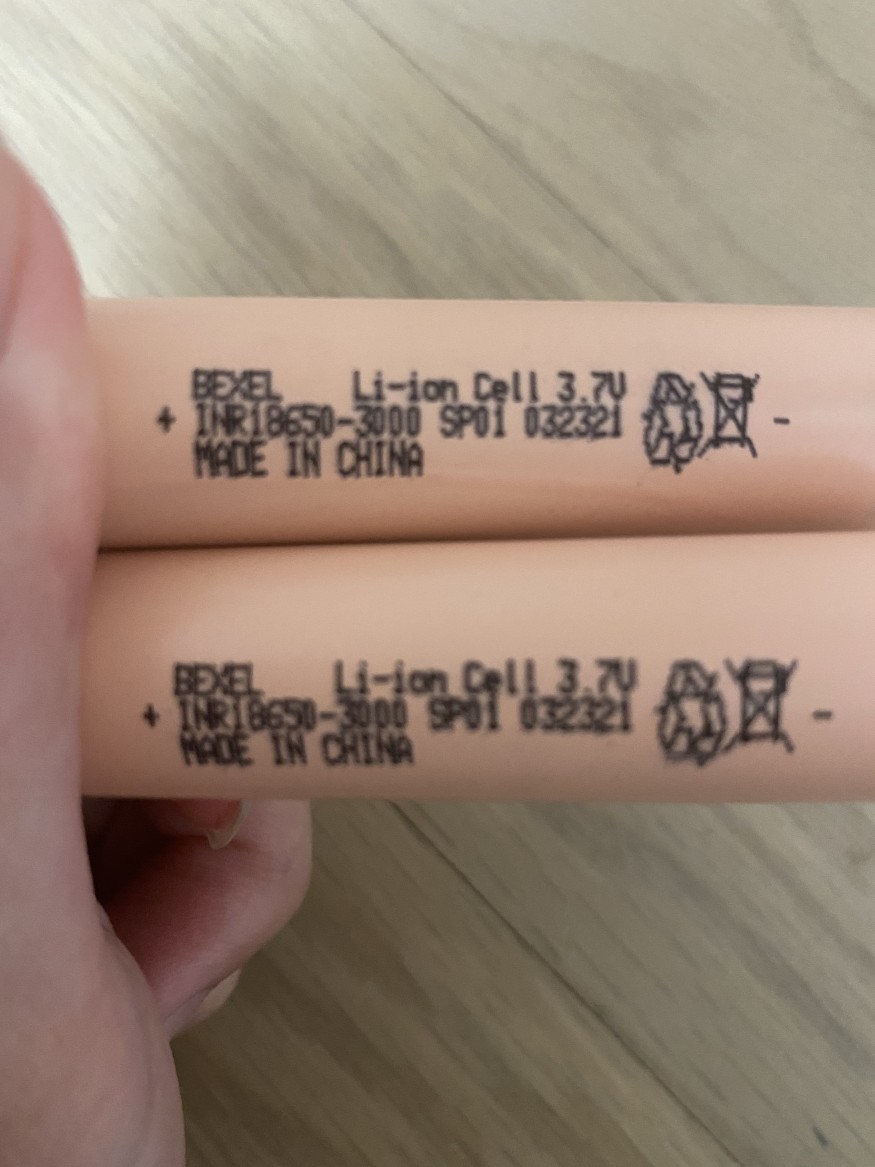 BEXEL Li-ion Cell 3.7V
+ INR18650-3000 SP01 032321 -
MADE IN CHINA
BEXEL Li-ion Cell 3.7V
+ INR18650-3000 SP01 032321 -
MADE IN CHINA